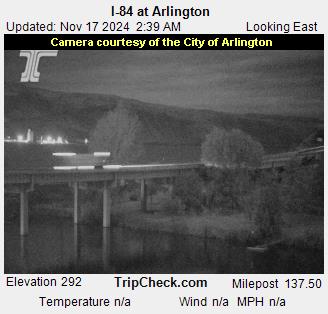 I-84 at Arlington
Updated: Nov 17 2024 2:39 AM Looking East
Camera courtesy of the City of Arlington
Elevation 292 TripCheck.com Milepost 137.50
Temperature n/a Wind n/a MPH n/a